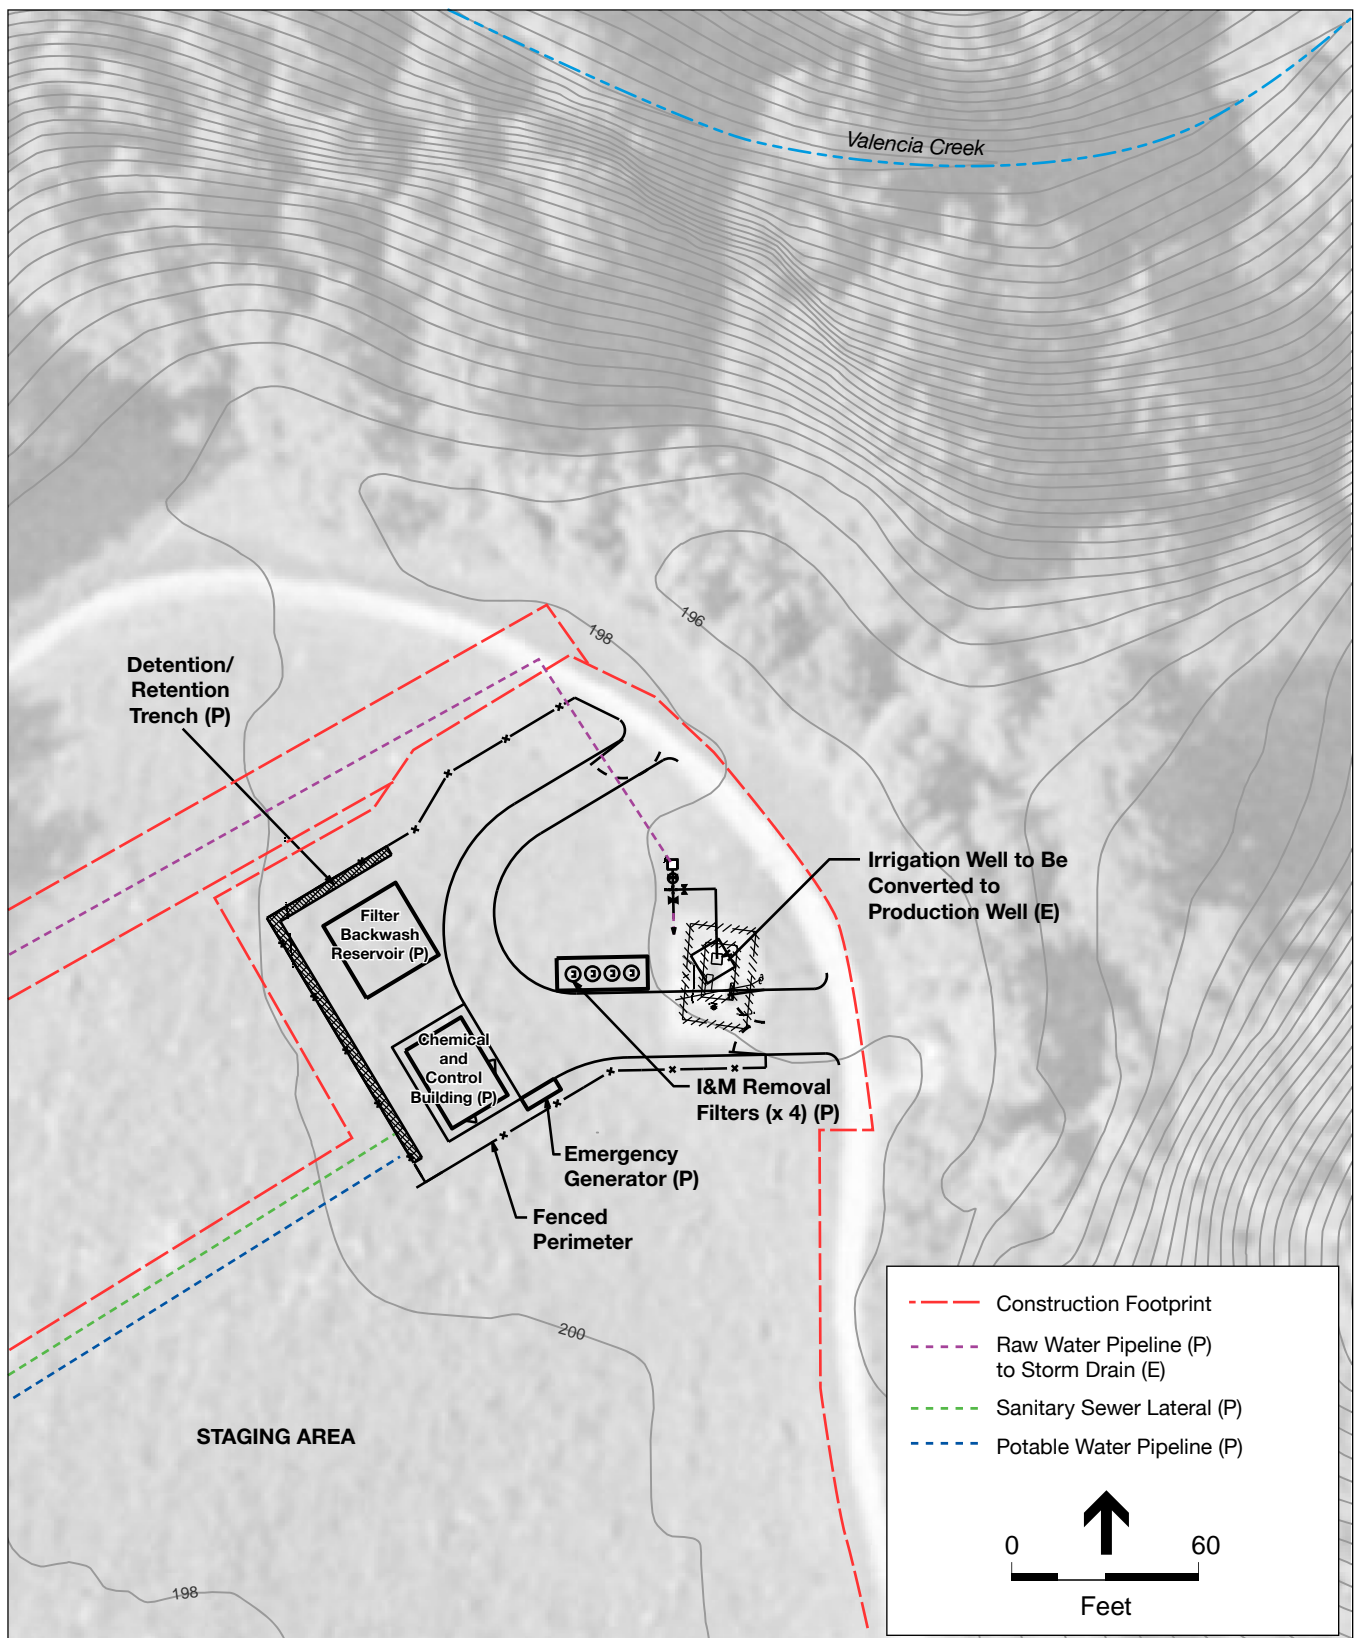 Valencia Creek
196
198
Detention/
Retention
Trench (P)
Irrigation Well to Be
Converted to
Production Well (E)
Filter
Backwash
Reservoir (P)
Chemical
and
Control
Building (P)
I&M Removal
Filters (x 4) (P)
Emergency
Generator (P)
Fenced
Perimeter
200
STAGING AREA
198
Construction Footprint
Raw Water Pipeline (P)
to Storm Drain (E)
Sanitary Sewer Lateral (P)
Potable Water Pipeline (P)
0 60
Feet